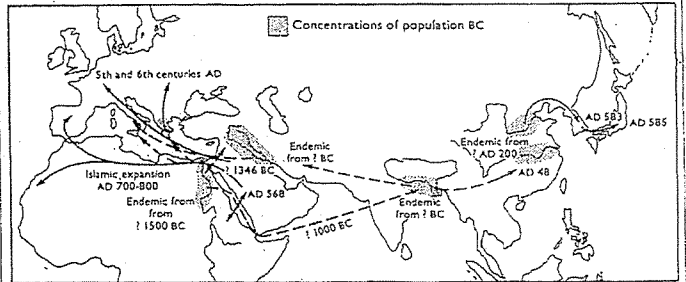 Concentrations of population BC
5th and 6th centuries AD
AD 583
AD 585
Endemic
from ? BC
Endemic from
? AD 200
? 1346 BC
AD 48
Islamic expansion
AD 700-800
AD 568
Endemic from
from
? 1500 BC
Endemic
from ? BC
? 1000 BC